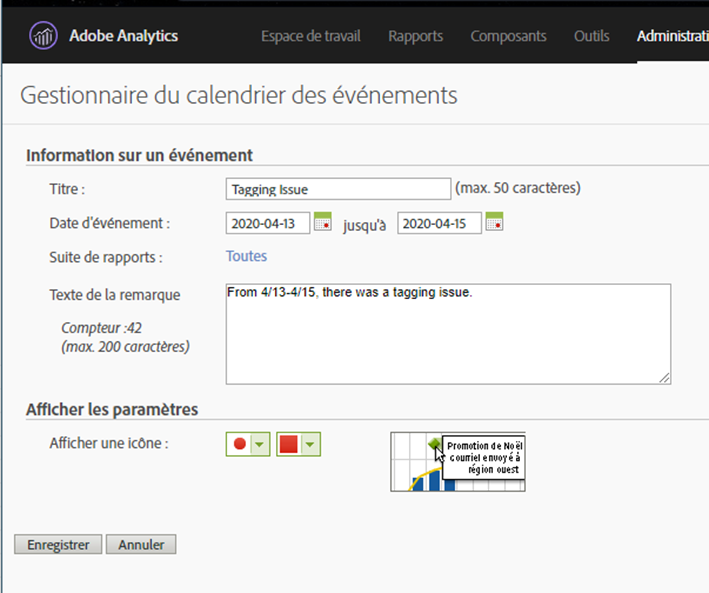 Adobe Analytics Espace de travail Rapports Composants Outils Administrati
Gestionnaire du calendrier des événements
Information sur un événement
Titre : Tagging Issue (max. 50 caractères)
Date d'événement : 2020-04-13 jusqu'à 2020-04-15
Suite de rapports : Toutes
Texte de la remarque
From 4/13-4/15, there was a tagging issue.
Compteur :42
(max. 200 caractères)
Afficher les paramètres
Afficher une icône :
Promotion de Noël
courriel envoyé à
région ouest
Enregistrer Annuler